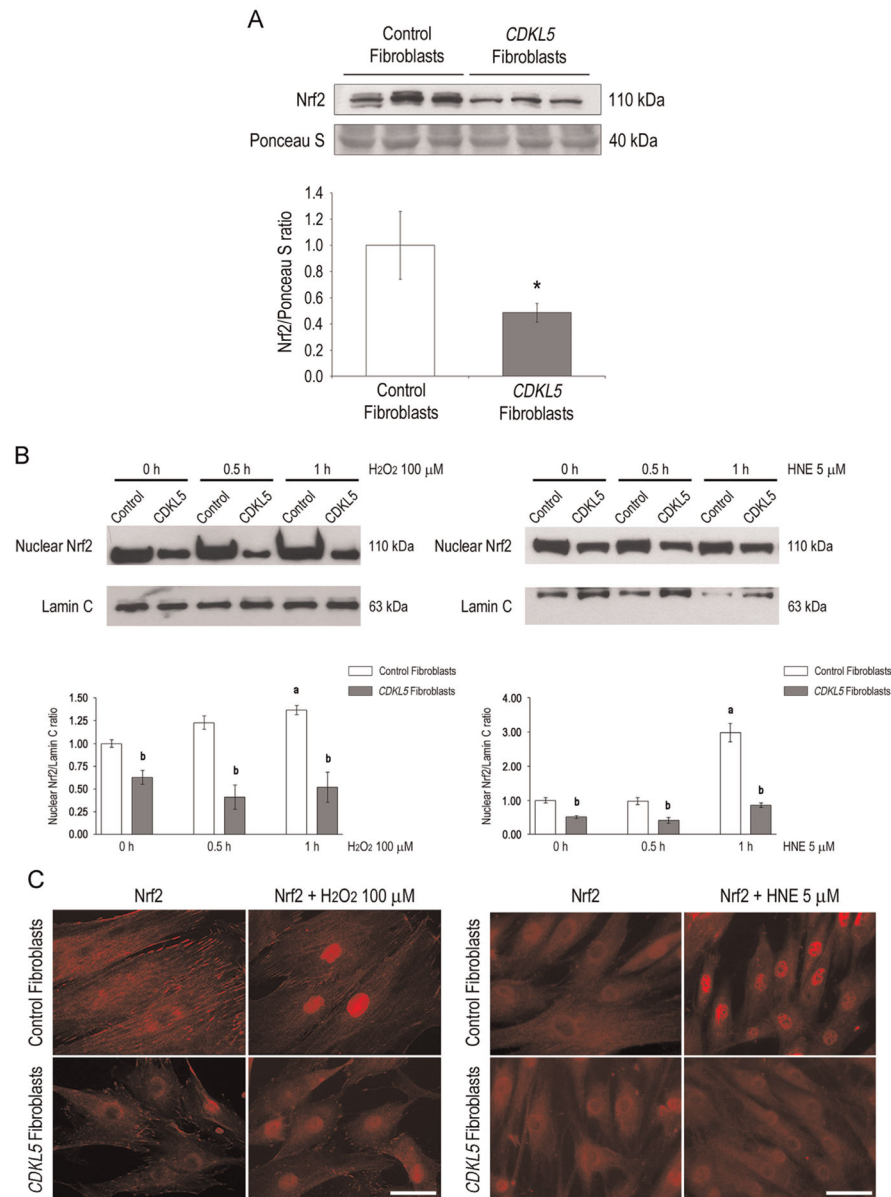 A
Control
Fibroblasts
CDKL5
Fibroblasts
Nrf2
110 kDa
Ponceau S
40 kDa
Nrf2/Ponceau S ratio
1.4
1.2
1.0
0.8
0.6
0.4
0.2
0.0
*
Control
Fibroblasts
CDKL5
Fibroblasts
B
0 h 0.5 h 1 h H2O2 100 μM
Control CDKL5 Control CDKL5 Control CDKL5
Nuclear Nrf2 110 kDa
Lamin C 63 kDa
Control Fibroblasts
CDKL5 Fibroblasts
Nuclear Nrf2/Lamin C ratio
1.50
1.25
1.00
0.75
0.50
0.25
0.00
b b a b
0 h 0.5 h 1 h H2O2 100 μM
0 h 0.5 h 1 h HNE 5 μM
Control CDKL5 Control CDKL5 Control CDKL5
Nuclear Nrf2 110 kDa
Lamin C 63 kDa
Control Fibroblasts
CDKL5 Fibroblasts
Nuclear Nrf2/Lamin C ratio
4.00
3.00
2.00
1.00
0.00
b b a b
0 h 0.5 h 1 h HNE 5 μM
C
Nrf2 Nrf2 + H2O2 100 μM
Control Fibroblasts
CDKL5 Fibroblasts
Nrf2 Nrf2 + HNE 5 μM
Control Fibroblasts
CDKL5 Fibroblasts